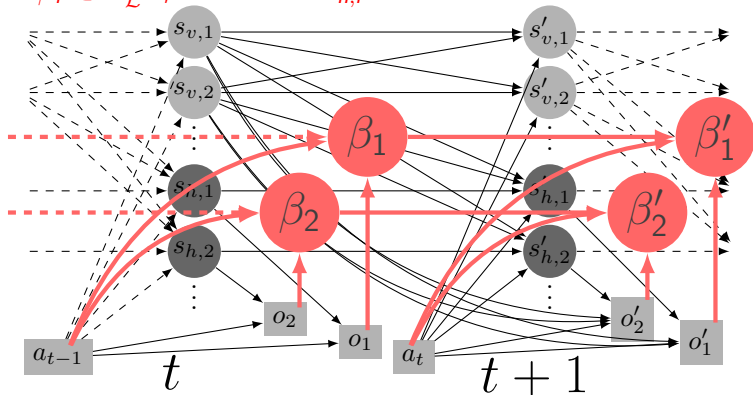 s_{v,1} s'_{v,1}
s_{v,2} s'_{v,2}
β_1 β'_1
s_{h,1} s'_{h,1}
β_2 β'_2
s_{h,2} s'_{h,2}
o_2 o'_2
o_1 o'_1
a_{t−1} a_t
t t + 1